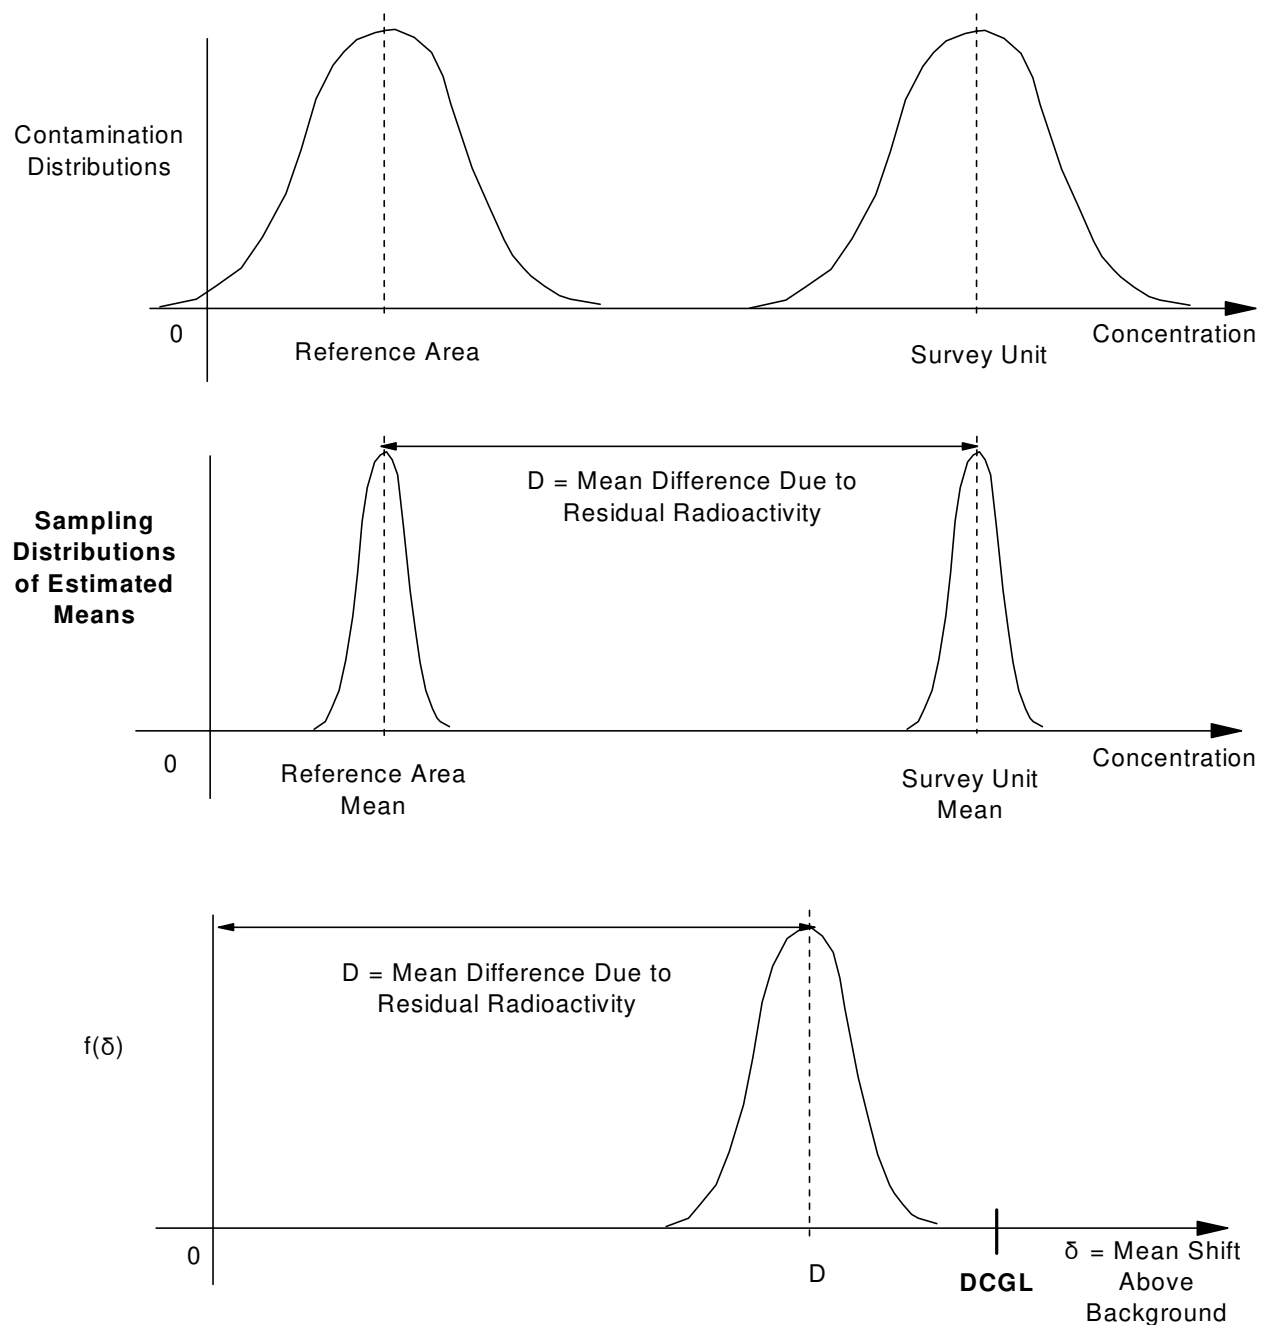 Contamination
Distributions
0
Reference Area
Survey Unit
Concentration
D = Mean Difference Due to
Residual Radioactivity
Sampling
Distributions
of Estimated
Means
0
Reference Area
Mean
Survey Unit
Mean
Concentration
D = Mean Difference Due to
Residual Radioactivity
f(δ)
0
D
DCGL
δ = Mean Shift
Above
Background